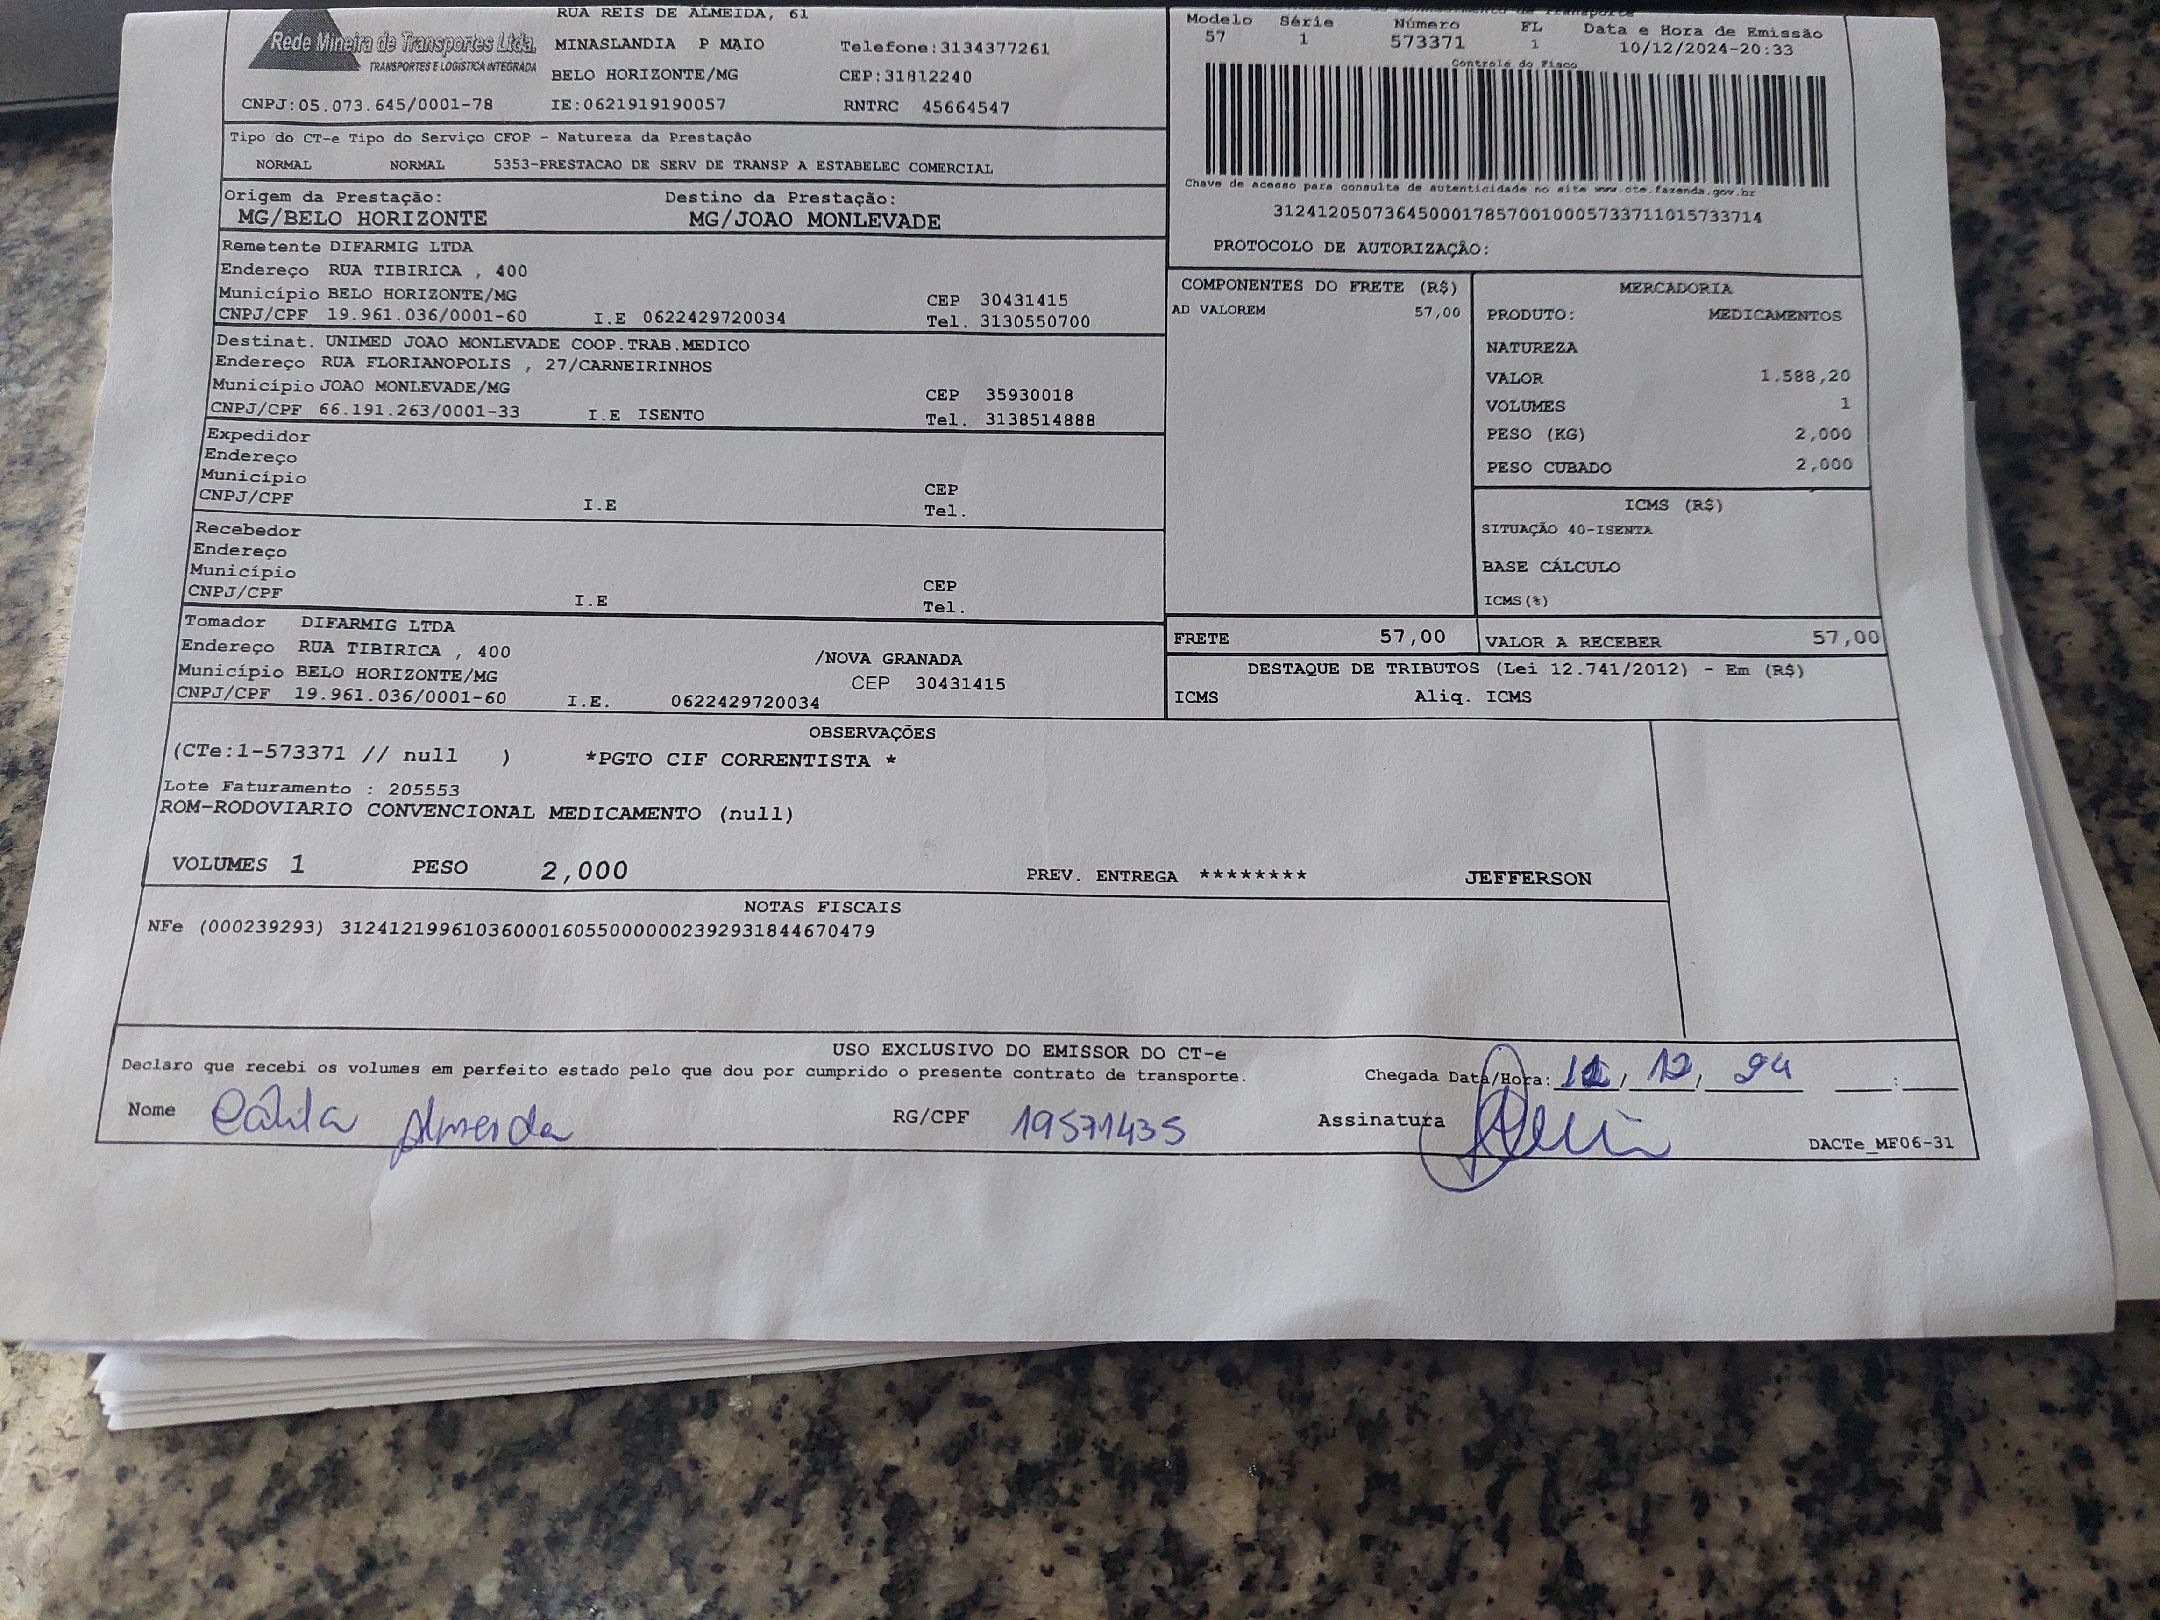 RUA REIS DE ALMEIDA, 61
Rede Mineira de Transportes Ltda.
TRANSPORTES E LOGISTICA INTEGRADA
MINASLANDIA P MAIO Telefone:3134377261
BELO HORIZONTE/MG CEP:31812240
CNPJ:05.073.645/0001-78 IE:0621919190057 RNTRC 45664547
Modelo Série Número FL Data e Hora de Emissão
57 1 573371 1 10/12/2024-20:33
Controle do Fisco
Chave de acesso para consulta de autenticidade no site www.cte.fazenda.gov.br
31241205073645000178570010005733711015733714
PROTOCOLO DE AUTORIZAÇÃO:
Tipo do CT-e Tipo do Serviço CFOP - Natureza da Prestação
NORMAL NORMAL 5353-PRESTACAO DE SERV DE TRANSP A ESTABELEC COMERCIAL
Origem da Prestação: Destino da Prestação:
MG/BELO HORIZONTE MG/JOAO MONLEVADE
Remetente DIFARMIG LTDA
Endereço RUA TIBIRICA , 400
Município BELO HORIZONTE/MG CEP 30431415
CNPJ/CPF 19.961.036/0001-60 I.E 0622429720034 Tel. 3130550700
Destinat. UNIMED JOAO MONLEVADE COOP.TRAB.MEDICO
Endereço RUA FLORIANOPOLIS , 27/CARNEIRINHOS
Município JOAO MONLEVADE/MG CEP 35930018
CNPJ/CPF 66.191.263/0001-33 I.E ISENTO Tel. 3138514888
Expedidor
Endereço
Município CEP
CNPJ/CPF I.E Tel.
Recebedor
Endereço
Município CEP
CNPJ/CPF I.E Tel.
Tomador DIFARMIG LTDA
Endereço RUA TIBIRICA , 400 /NOVA GRANADA
Município BELO HORIZONTE/MG CEP 30431415
CNPJ/CPF 19.961.036/0001-60 I.E. 0622429720034
COMPONENTES DO FRETE (R$)
AD VALOREM 57,00
MERCADORIA
PRODUTO: MEDICAMENTOS
NATUREZA
VALOR 1.588,20
VOLUMES 1
PESO (KG) 2,000
PESO CUBADO 2,000
ICMS (R$)
SITUAÇÃO 40-ISENTA
BASE CÁLCULO
ICMS(%)
FRETE 57,00 VALOR A RECEBER 57,00
DESTAQUE DE TRIBUTOS (Lei 12.741/2012) - Em (R$)
ICMS Aliq. ICMS
OBSERVAÇÕES
(CTe:1-573371 // null ) *PGTO CIF CORRENTISTA *
Lote Faturamento : 205553
ROM-RODOVIARIO CONVENCIONAL MEDICAMENTO (null)
VOLUMES 1 PESO 2,000 PREV. ENTREGA ******** JEFFERSON
NOTAS FISCAIS
NFe (000239293) 31241219961036000160550000002392931844670479
USO EXCLUSIVO DO EMISSOR DO CT-e
Declaro que recebi os volumes em perfeito estado pelo que dou por cumprido o presente contrato de transporte. Chegada Data/Hora: 11/12/24 :
Nome Almeida RG/CPF 19571435 Assinatura
DACTe_MF06-31